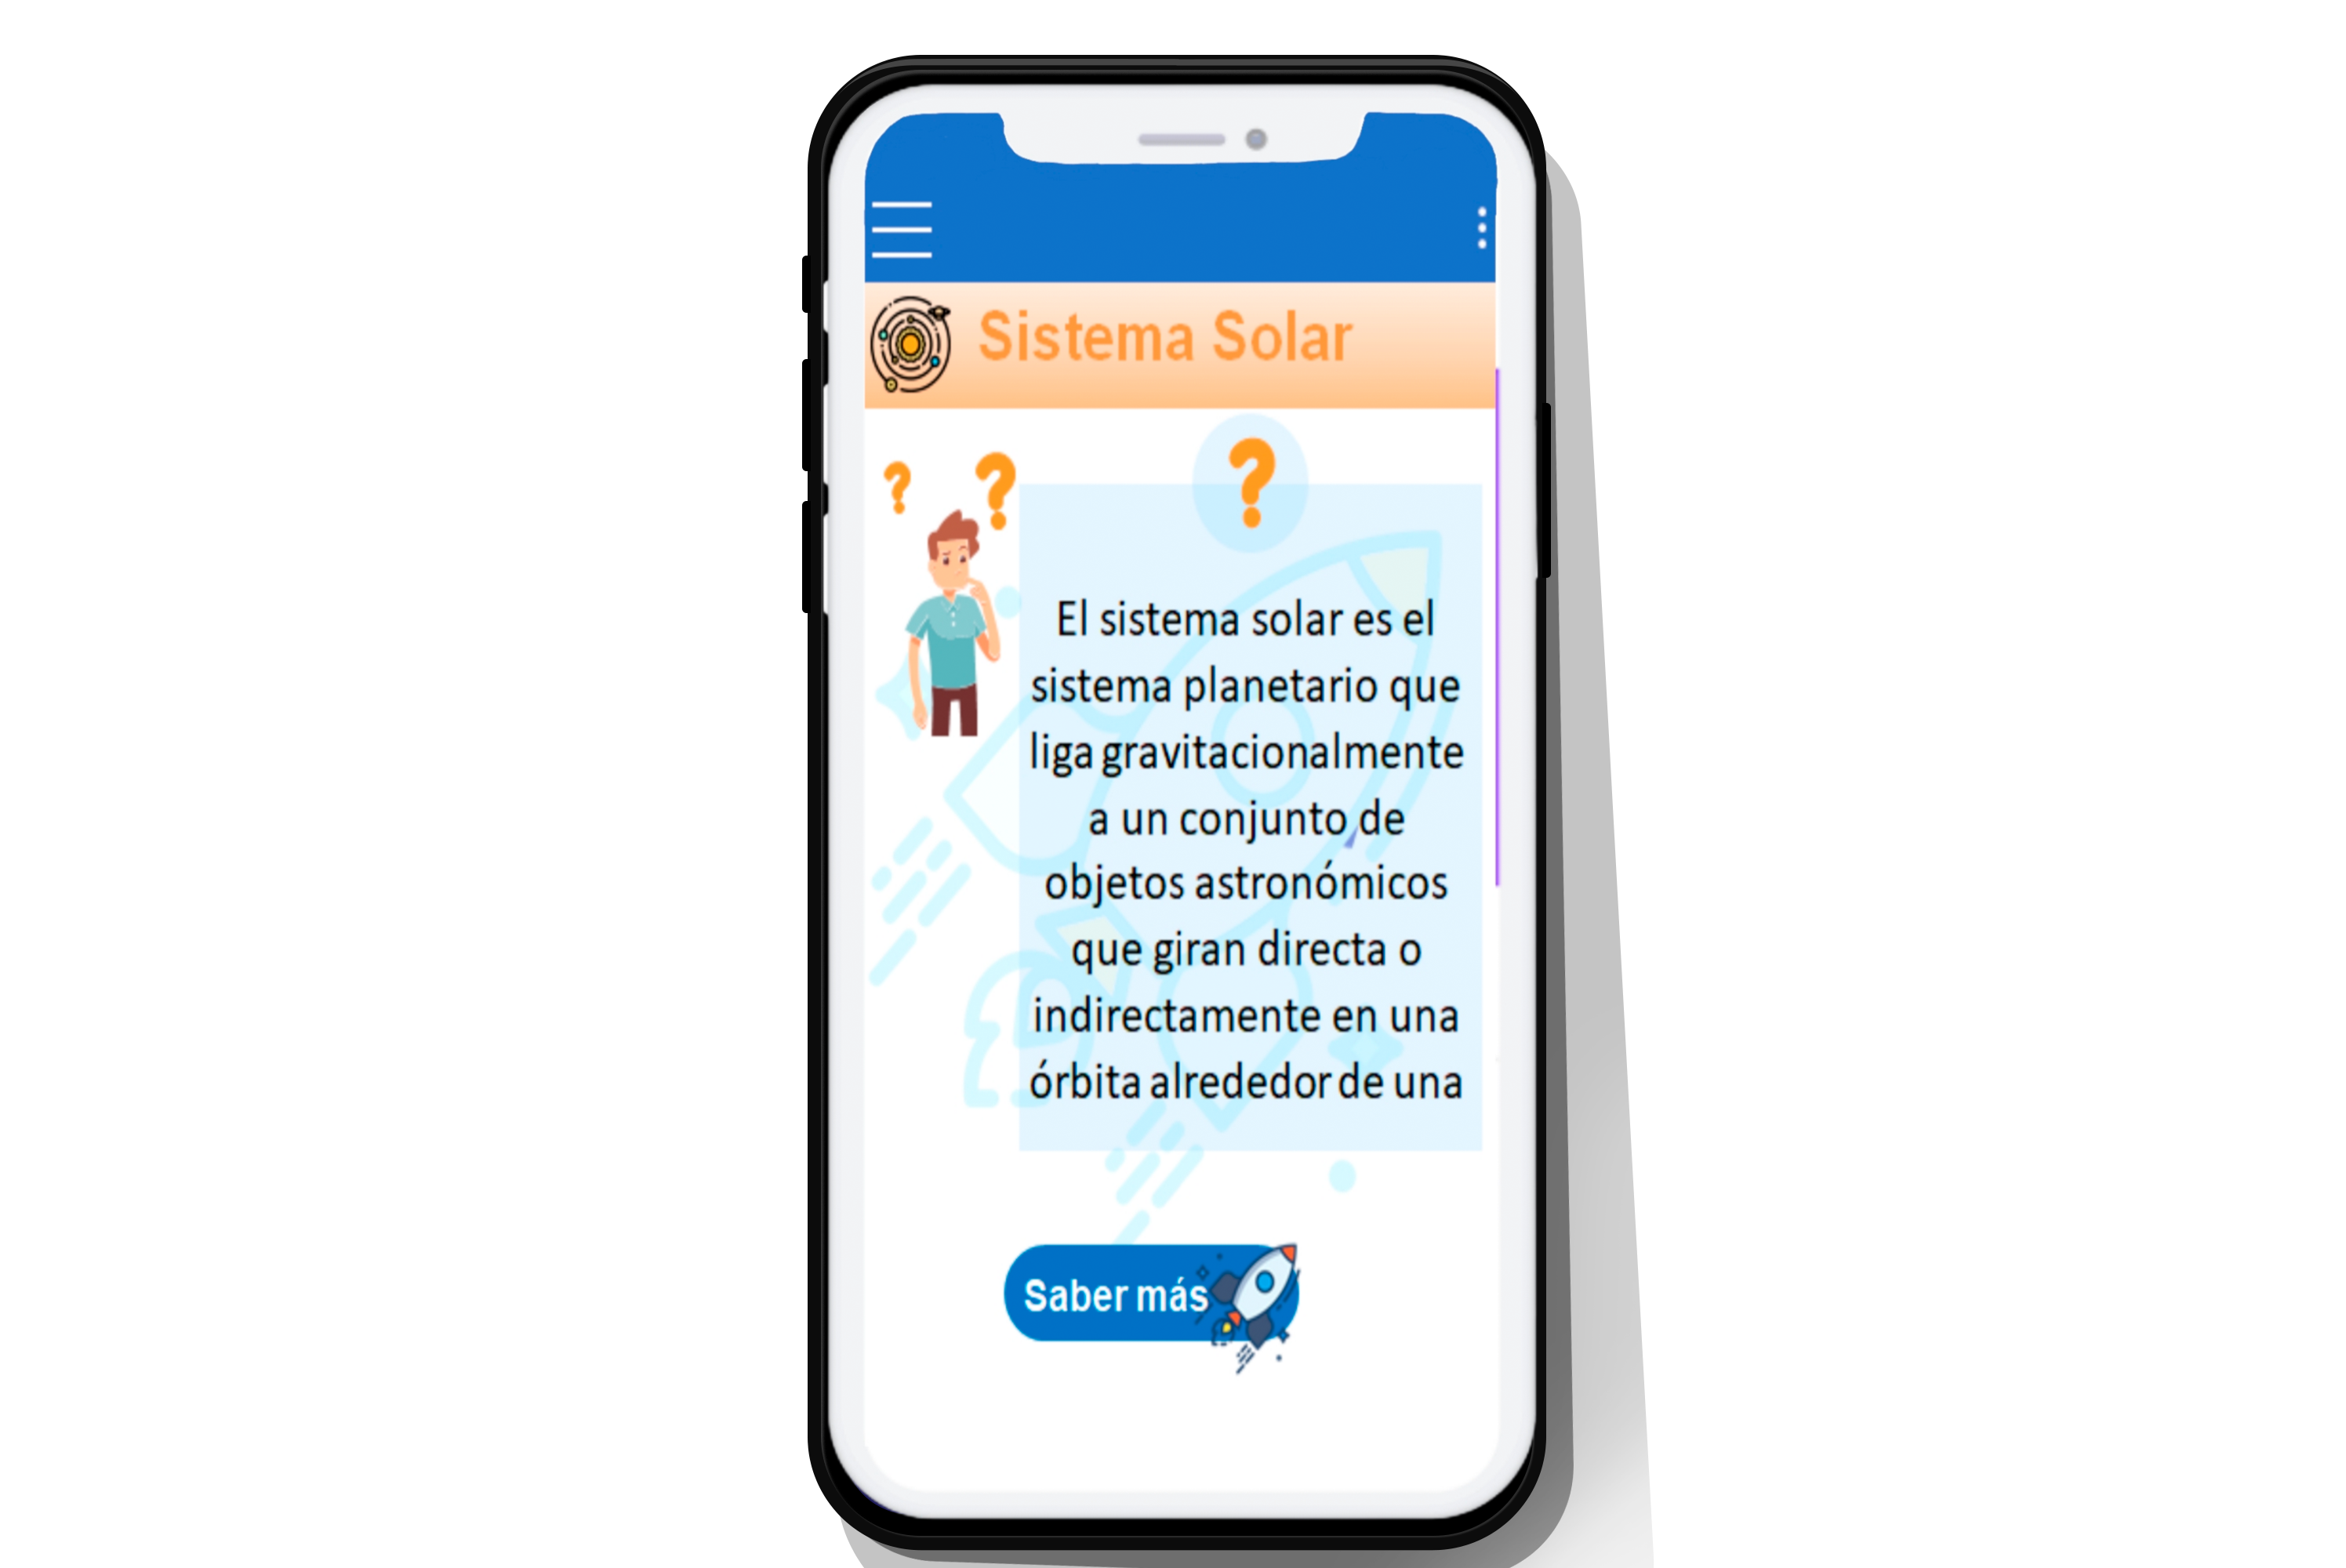 Sistema Solar
? ? ?
El sistema solar es el
sistema planetario que
liga gravitacionalmente
a un conjunto de
objetos astronómicos
que giran directa o
indirectamente en una
órbita alrededor de una
Saber más